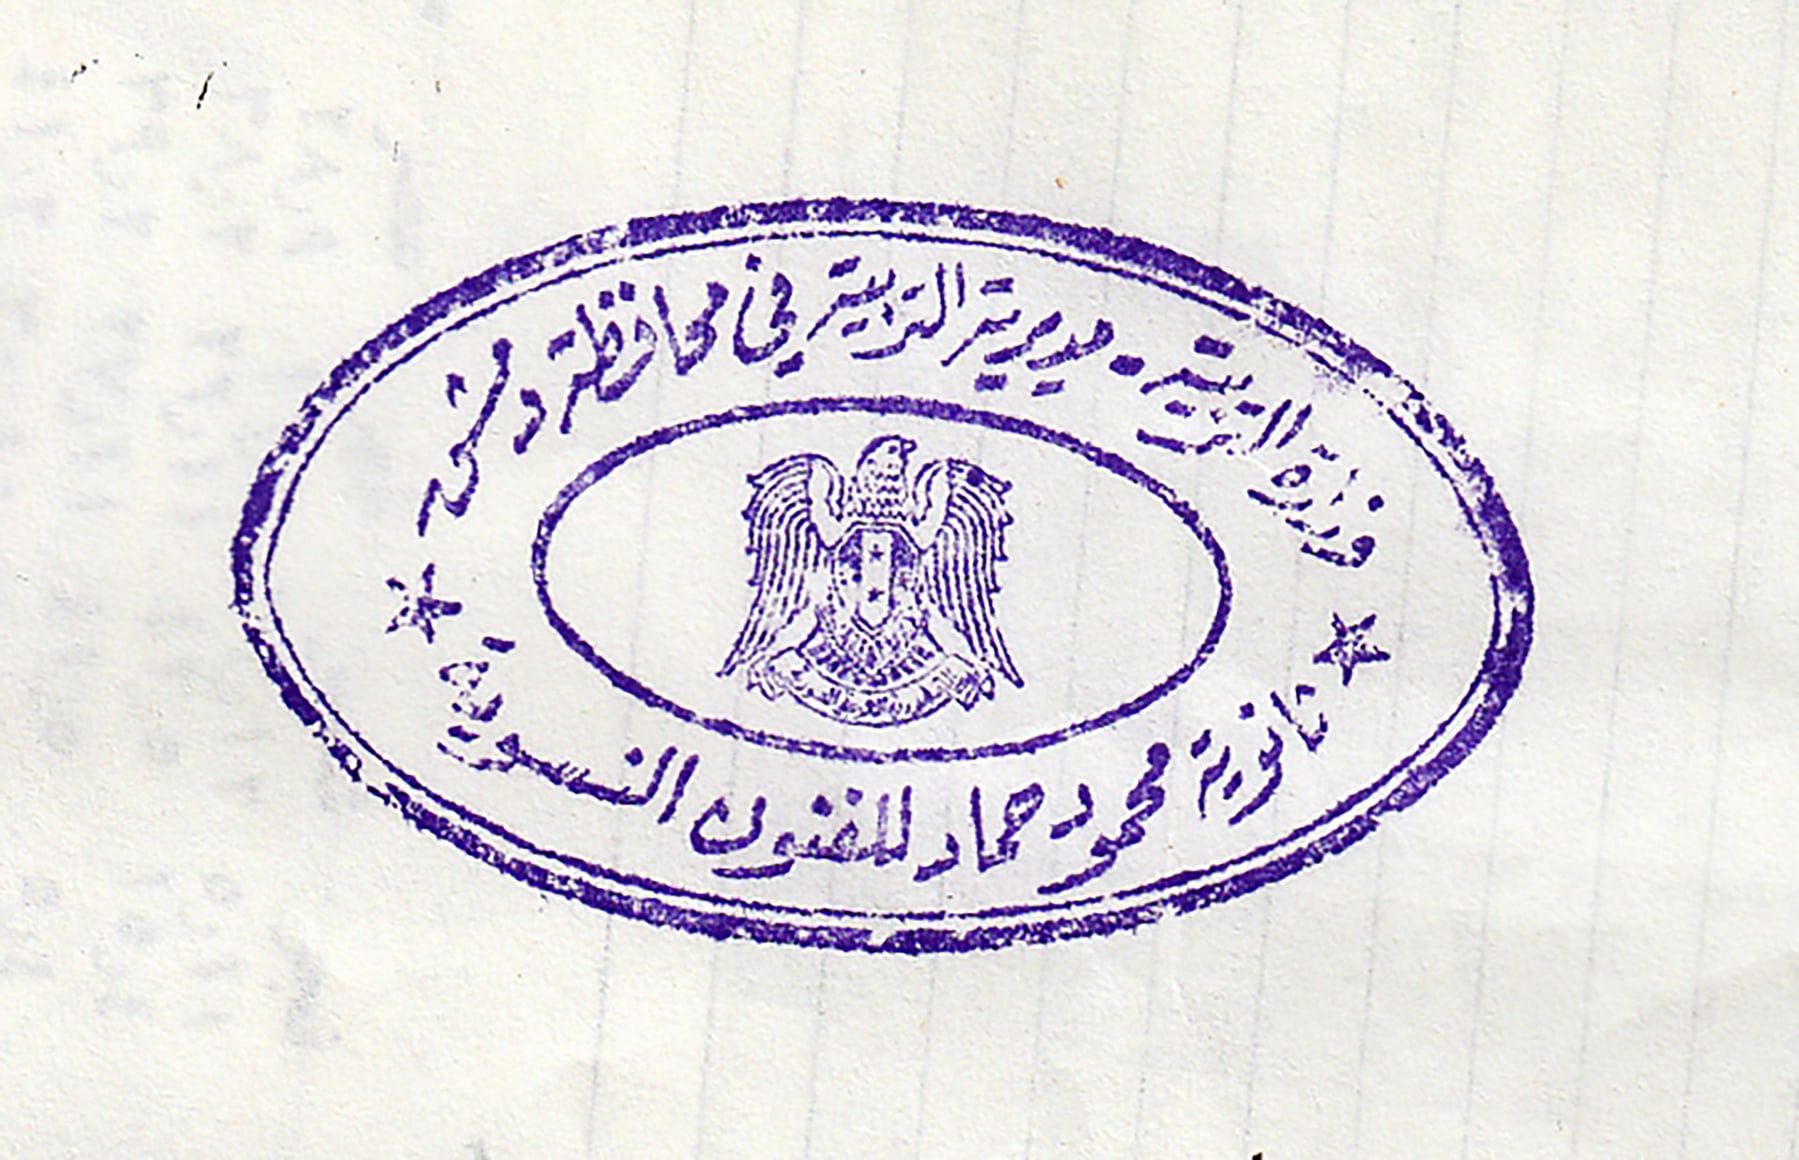 وزارة التربية - مديرية التربية في محافظة دمشق
ثانوية محمود حماد للفنون النسوية